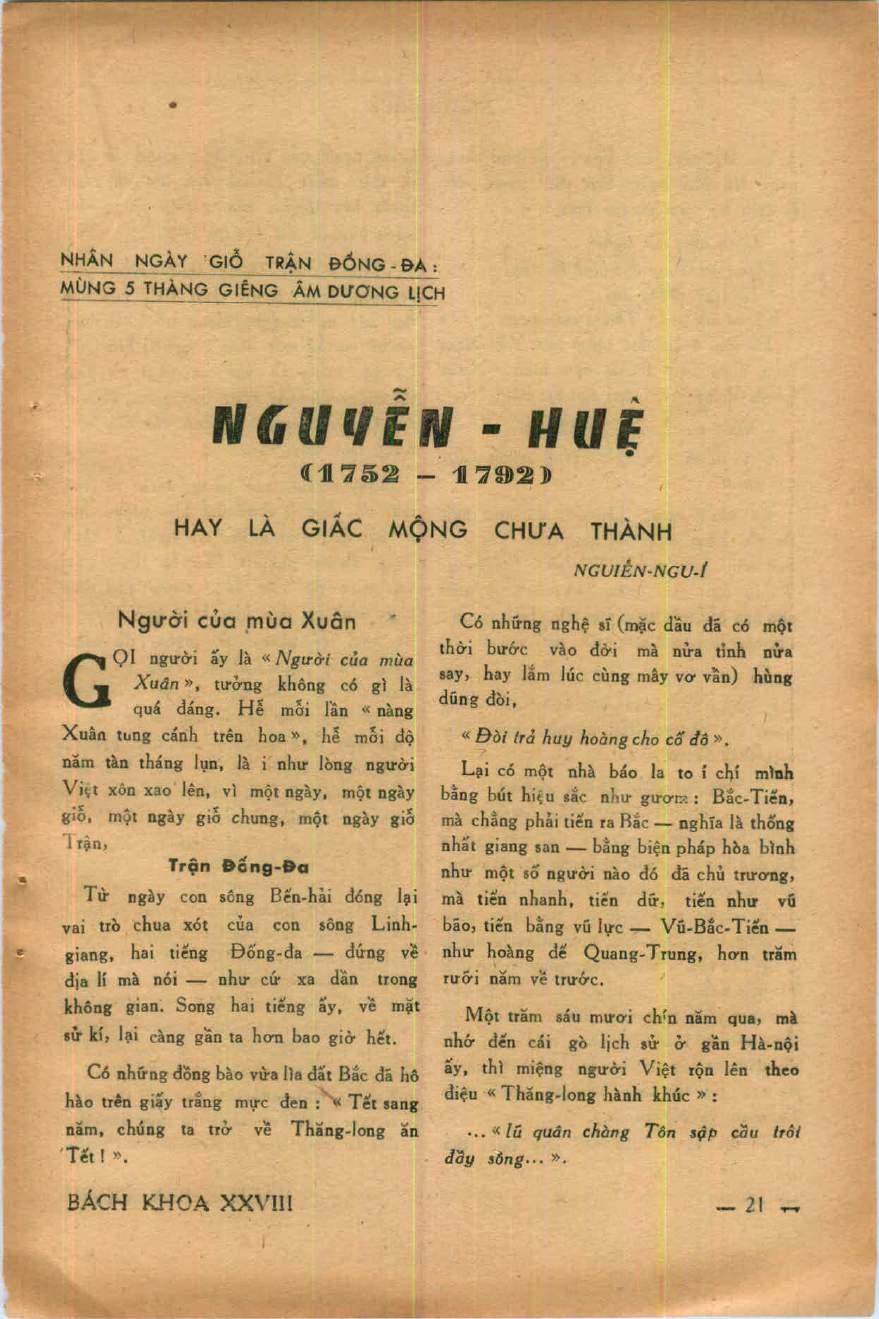 NHÂN NGÀY GIỖ TRẬN ĐỐNG-ĐA:
MÙNG 5 THÁNG GIÊNG ÂM DƯƠNG LỊCH
NGUYỄN - HUỆ
(1752 – 1792)
HAY LÀ GIẤC MỘNG CHƯA THÀNH
NGUIỄN-NGU-Í
Người của mùa Xuân
GỌI người ấy là « Người của mùa
Xuân », tưởng không có gì là
quá đáng. Hễ mỗi lần « nàng
Xuân tung cánh trên hoa », hễ mỗi độ
năm tàn tháng lụn, là i như lòng người
Việt xôn xao lên, vì một ngày, một ngày
giỗ, một ngày giỗ chung, một ngày giỗ
Trận,
Trận Đống-Đa
Từ ngày con sông Bến-hải đóng lại
vai trò chua xót của con sông Linh-
giang, hai tiếng Đống-đa — đứng về
địa lí mà nói — như cứ xa dần trong
không gian. Song hai tiếng ấy, về mặt
sử kí, lại càng gần ta hơn bao giờ hết.
Có những đồng bào vừa lìa đất Bắc đã hô
hào trên giấy trắng mực đen : « Tết sang
năm, chúng ta trở về Thăng-long ăn
Tết ! ».
Có những nghệ sĩ (mặc dầu đã có một
thời bước vào đời mà nửa tỉnh nửa
say, hay lắm lúc cùng mây vơ vẩn) hùng
dũng đòi,
« Đòi trả huy hoàng cho cố đô ».
Lại có một nhà báo la to í chí mình
bằng bút hiệu sắc như gươm : Bắc-Tiến,
mà chẳng phải tiến ra Bắc — nghĩa là thống
nhất giang san — bằng biện pháp hòa bình
như một số người nào đó đã chủ trương,
mà tiến nhanh, tiến dữ, tiến như vũ
bão, tiến bằng vũ lực — Vũ-Bắc-Tiến —
như hoàng đế Quang-Trung, hơn trăm
rưỡi năm về trước.
Một trăm sáu mươi chín năm qua, mà
nhớ đến cái gò lịch sử ở gần Hà-nội
ấy, thì miệng người Việt rộn lên theo
điệu « Thăng-long hành khúc » :
... « lũ quân chàng Tôn sập cầu trôi
đầy sông... ».
BÁCH KHOA XXVIII
— 21 —